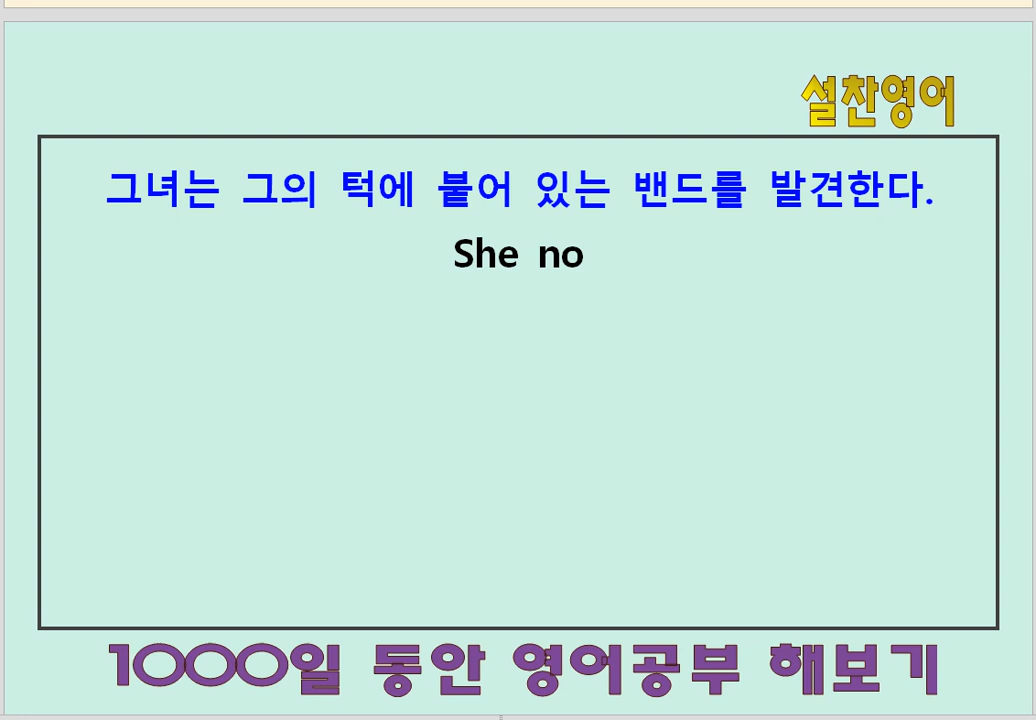 설찬영어
그녀는 그의 턱에 붙어 있는 밴드를 발견한다.
She no
1000일 동안 영어공부 해보기